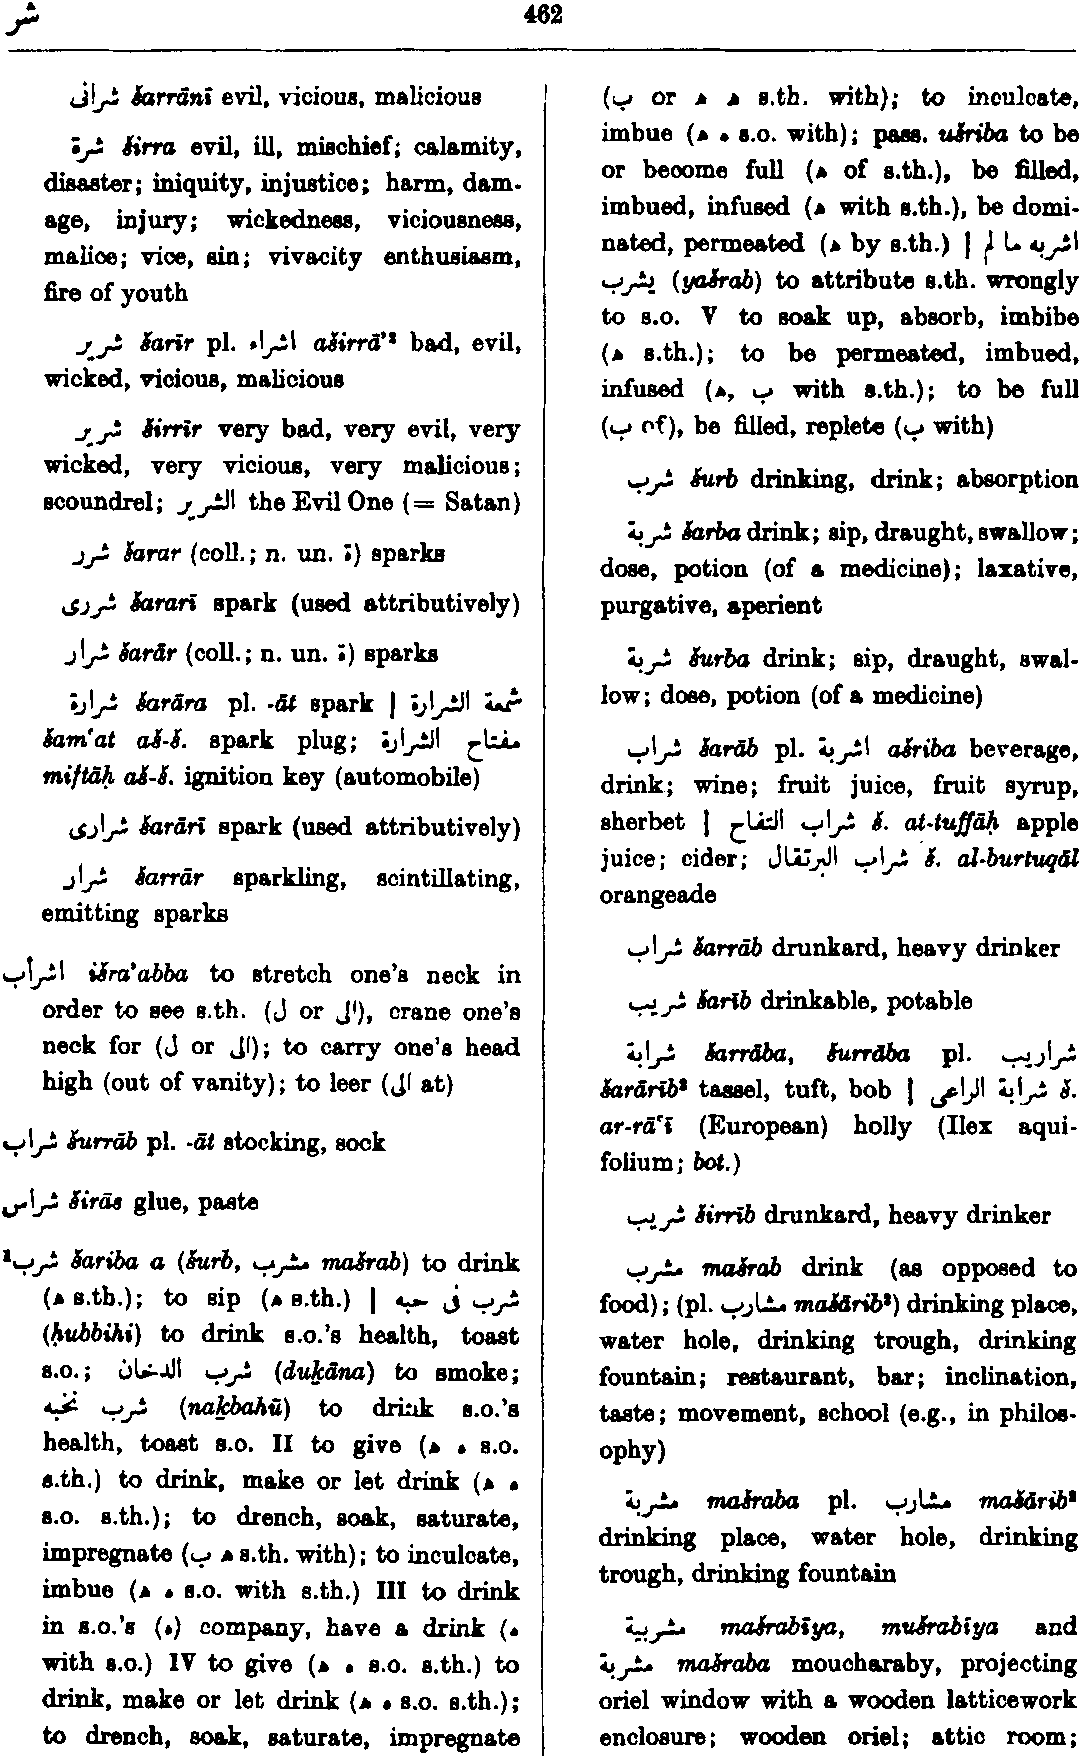 شر
462
شرانى šarrānī evil, vicious, malicious
شرة širra evil, ill, mischief; calamity,
disaster; iniquity, injustice; harm, dam-
age, injury; wickedness, viciousness,
malice; vice, sin; vivacity enthusiasm,
fire of youth
شرير šarīr pl. اشراء aširrā’² bad, evil,
wicked, vicious, malicious
شرير širrīr very bad, very evil, very
wicked, very vicious, very malicious;
scoundrel; الشرير the Evil One (= Satan)
شرر šarar (coll.; n. un. ة) sparks
شررى šararī spark (used attributively)
شرار šarār (coll.; n. un. ة) sparks
شرارة šarāra pl. -āt spark | شمعة الشرارة
šam‘at aš-š. spark plug; مفتاح الشرارة
miftāḥ aš-š. ignition key (automobile)
شرارى šarārī spark (used attributively)
شرار šarrār sparkling, scintillating,
emitting sparks
اشرأب išra’abba to stretch one's neck in
order to see s.th. (ل or الى), crane one's
neck for (ل or الى); to carry one's head
high (out of vanity); to leer (الى at)
شراب šurrāb pl. -āt stocking, sock
شراس širās glue, paste
¹شرب šariba a (šurb, مشرب mašrab) to drink
(ه s.th.); to sip (ه s.th.) | شرب فى حبه
(ḥubbihi) to drink s.o.'s health, toast
s.o.; شرب الدخان (duḵāna) to smoke;
شرب نخبه (naḵbahū) to drink s.o.'s
health, toast s.o. II to give (ه ه s.o.
s.th.) to drink, make or let drink (ه ه
s.o. s.th.); to drench, soak, saturate,
impregnate (ب ه s.th. with); to inculcate,
imbue (ه ه s.o. with s.th.) III to drink
in s.o.'s (ه) company, have a drink (ه
with s.o.) IV to give (ه ه s.o. s.th.) to
drink, make or let drink (ه ه s.o. s.th.);
to drench, soak, saturate, impregnate
(ب or ه ه s.th. with); to inculcate,
imbue (ه ه s.o. with); pass. ušriba to be
or become full (ه of s.th.), be filled,
imbued, infused (ه with s.th.), be domi-
nated, permeated (ه by s.th.) | اشربه ما لم
يشرب (yašrab) to attribute s.th. wrongly
to s.o. V to soak up, absorb, imbibe
(ه s.th.); to be permeated, imbued,
infused (ه, ب with s.th.); to be full
(ب of), be filled, replete (ب with)
شرب šurb drinking, drink; absorption
شربة šarba drink; sip, draught, swallow;
dose, potion (of a medicine); laxative,
purgative, aperient
شربة šurba drink; sip, draught, swal-
low; dose, potion (of a medicine)
شراب šarāb pl. اشربة ašriba beverage,
drink; wine; fruit juice, fruit syrup,
sherbet | شراب التفاح š. at-tuffāḥ apple
juice; cider; شراب البرتقال š. al-burtuqāl
orangeade
شراب šarrāb drunkard, heavy drinker
شريب šarīb drinkable, potable
شرابة šarrāba, šurrāba pl. شراريب
šarārīb² tassel, tuft, bob | شرابة الراعى š.
ar-rā‘ī (European) holly (Ilex aqui-
folium; bot.)
شريب širrīb drunkard, heavy drinker
مشرب mašrab drink (as opposed to
food); (pl. مشارب mašārib²) drinking place,
water hole, drinking trough, drinking
fountain; restaurant, bar; inclination,
taste; movement, school (e.g., in philos-
ophy)
مشربة mašraba pl. مشارب mašārib²
drinking place, water hole, drinking
trough, drinking fountain
مشربية mašrabīya, mušrabīya and
مشربة mašraba moucharaby, projecting
oriel window with a wooden latticework
enclosure; wooden oriel; attic room;